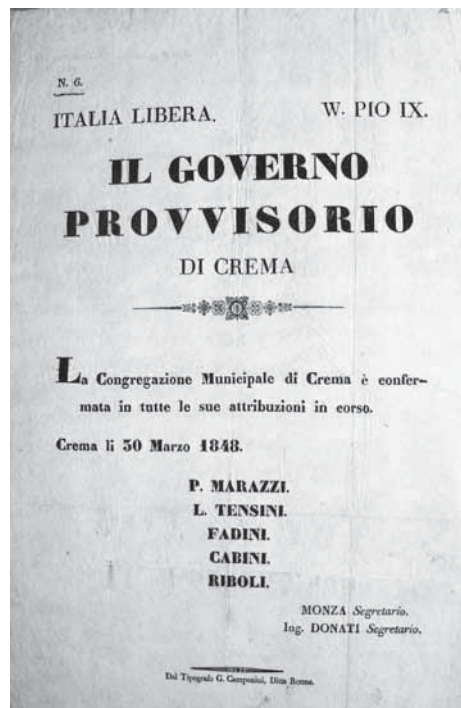 N. 6.
ITALIA LIBERA. W. PIO IX.
IL GOVERNO
PROVVISORIO
DI CREMA
La Congregazione Municipale di Crema è confer-
mata in tutte le sue attribuzioni in corso.
Crema li 30 Marzo 1848.
P. MARAZZI.
L. TENSINI.
FADINI.
CABINI.
RIBOLI.
MONZA Segretario.
Ing. DONATI Segretario.
Dal Tipografo G. Campanini, Ditta Ronna.